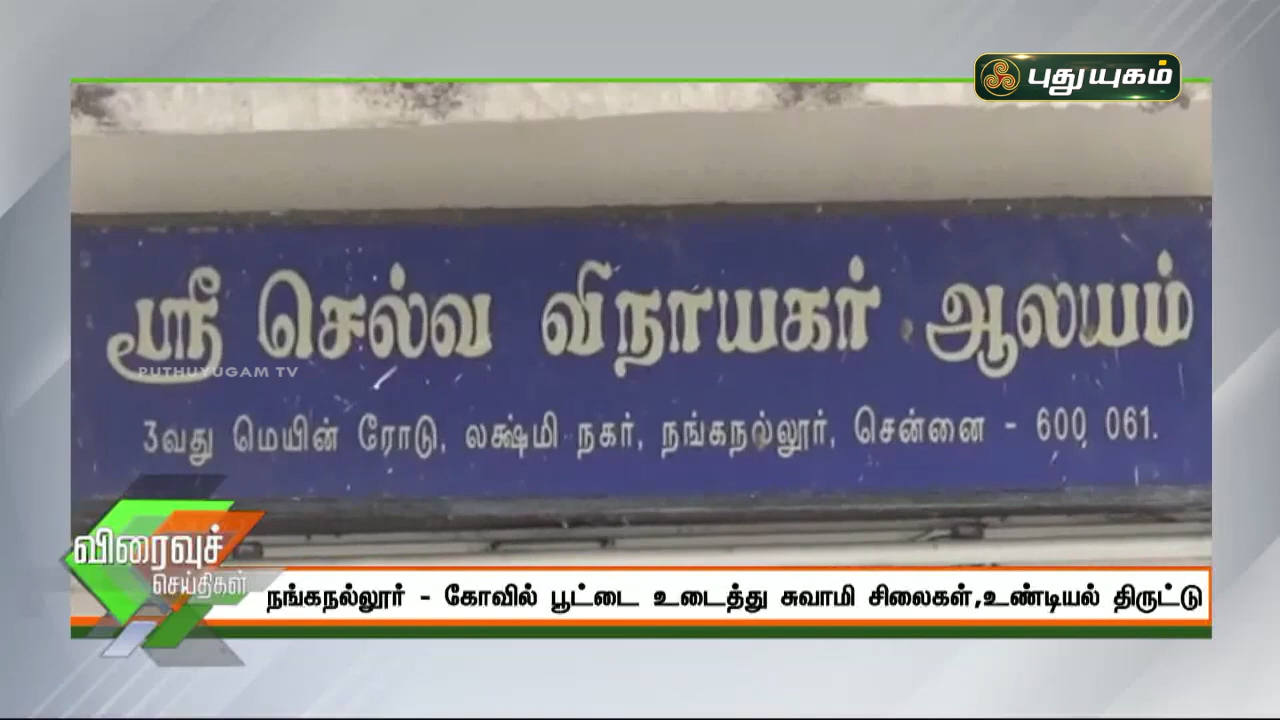 புதுயுகம்
ஸ்ரீ செல்வ விநாயகர் ஆலயம்
PUTHUYUGAM TV
3வது மெயின் ரோடு, லக்ஷ்மி நகர், நங்கநல்லூர், சென்னை - 600 061.
விரைவுச்
செய்திகள்
நங்கநல்லூர் - கோவில் பூட்டை உடைத்து சுவாமி சிலைகள்,உண்டியல் திருட்டு